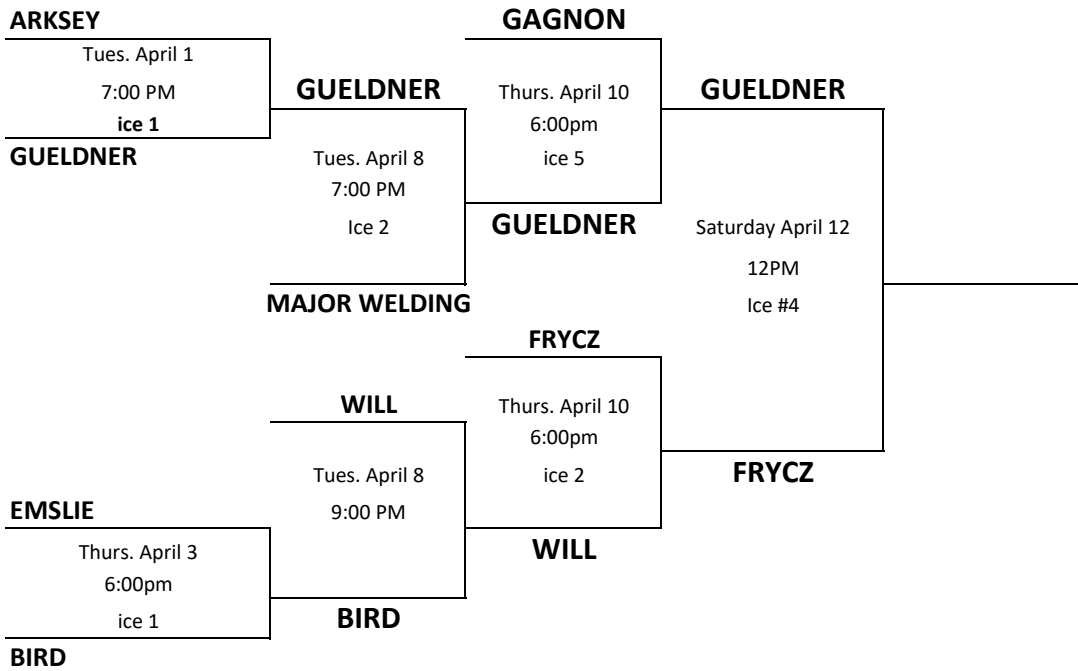 ARKSEY
Tues. April 1
7:00 PM
ice 1
GUELDNER
GUELDNER
Tues. April 8
7:00 PM
Ice 2
MAJOR WELDING
GAGNON
Thurs. April 10
6:00pm
ice 5
GUELDNER
GUELDNER
Saturday April 12
12PM
Ice #4
FRYCZ
FRYCZ
Thurs. April 10
6:00pm
ice 2
WILL
WILL
Tues. April 8
9:00 PM
BIRD
EMSLIE
Thurs. April 3
6:00pm
ice 1
BIRD